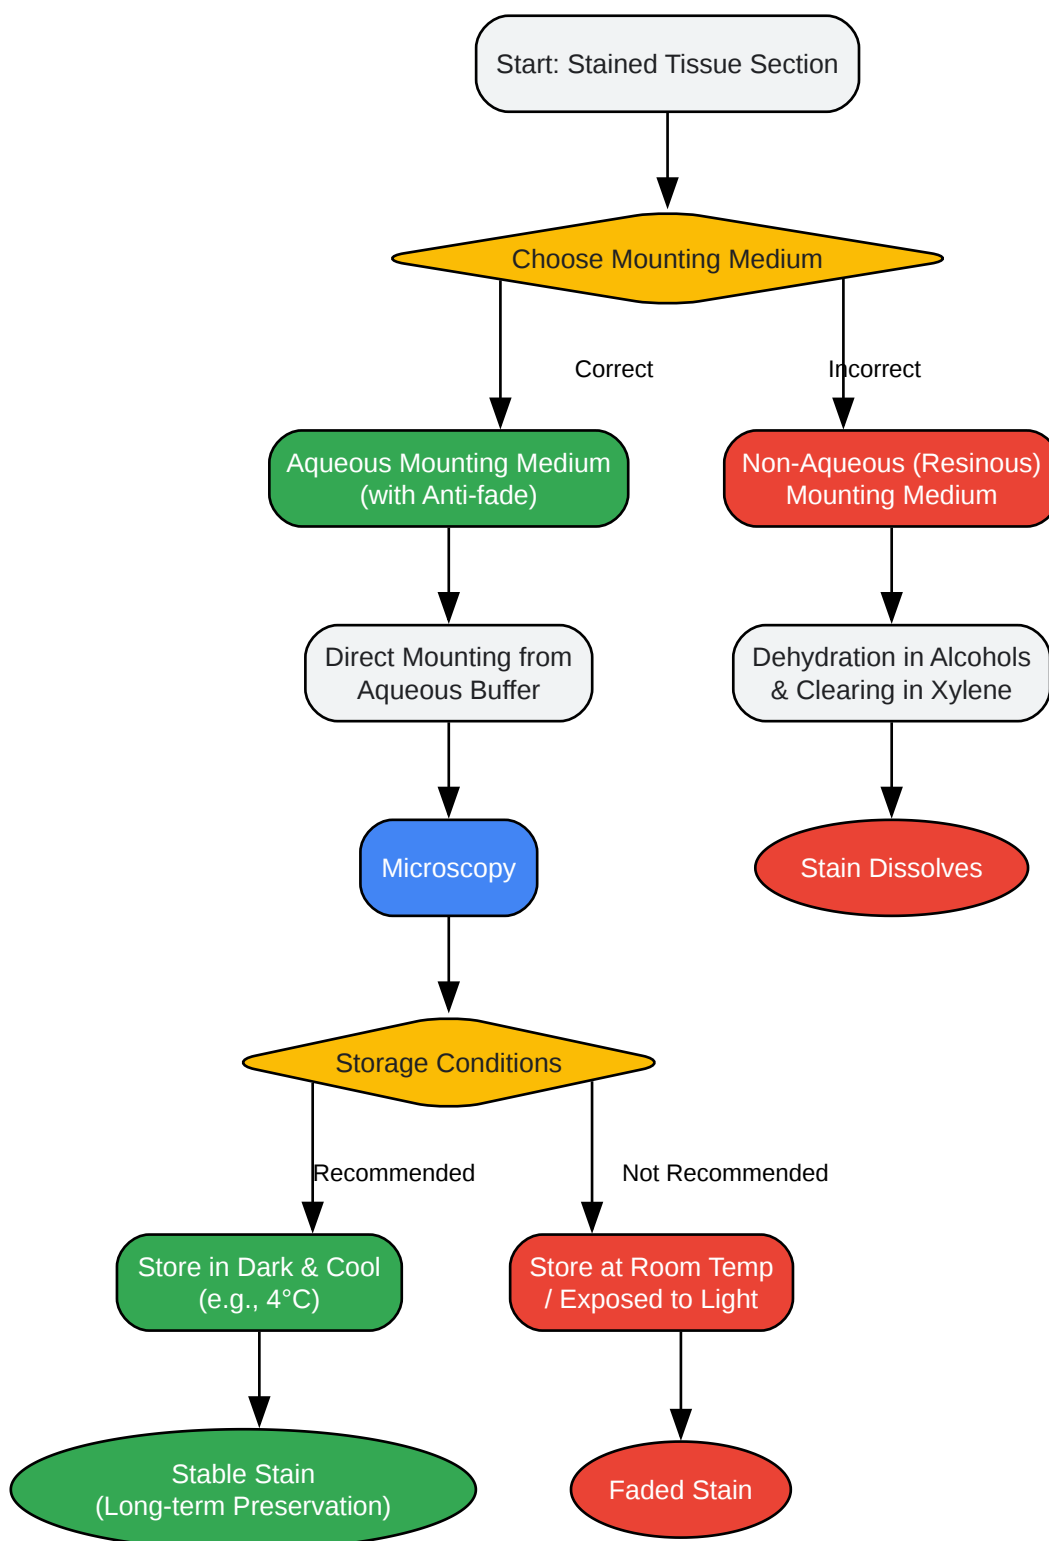 Start: Stained Tissue Section
Choose Mounting Medium
Correct
Incorrect
Aqueous Mounting Medium
(with Anti-fade)
Non-Aqueous (Resinous)
Mounting Medium
Direct Mounting from
Aqueous Buffer
Dehydration in Alcohols
& Clearing in Xylene
Microscopy
Stain Dissolves
Storage Conditions
Recommended
Not Recommended
Store in Dark & Cool
(e.g., 4°C)
Store at Room Temp
/ Exposed to Light
Stable Stain
(Long-term Preservation)
Faded Stain